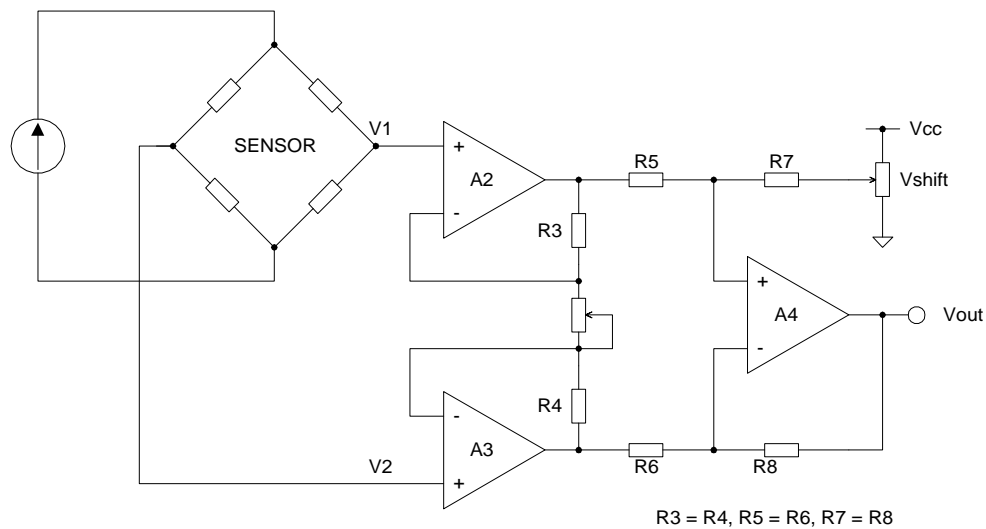 Vcc
V1
SENSOR
+
A2
-
R5
R7
Vshift
R3
+
A4
-
Vout
R4
-
A3
+
V2
R6
R8
R3 = R4, R5 = R6, R7 = R8